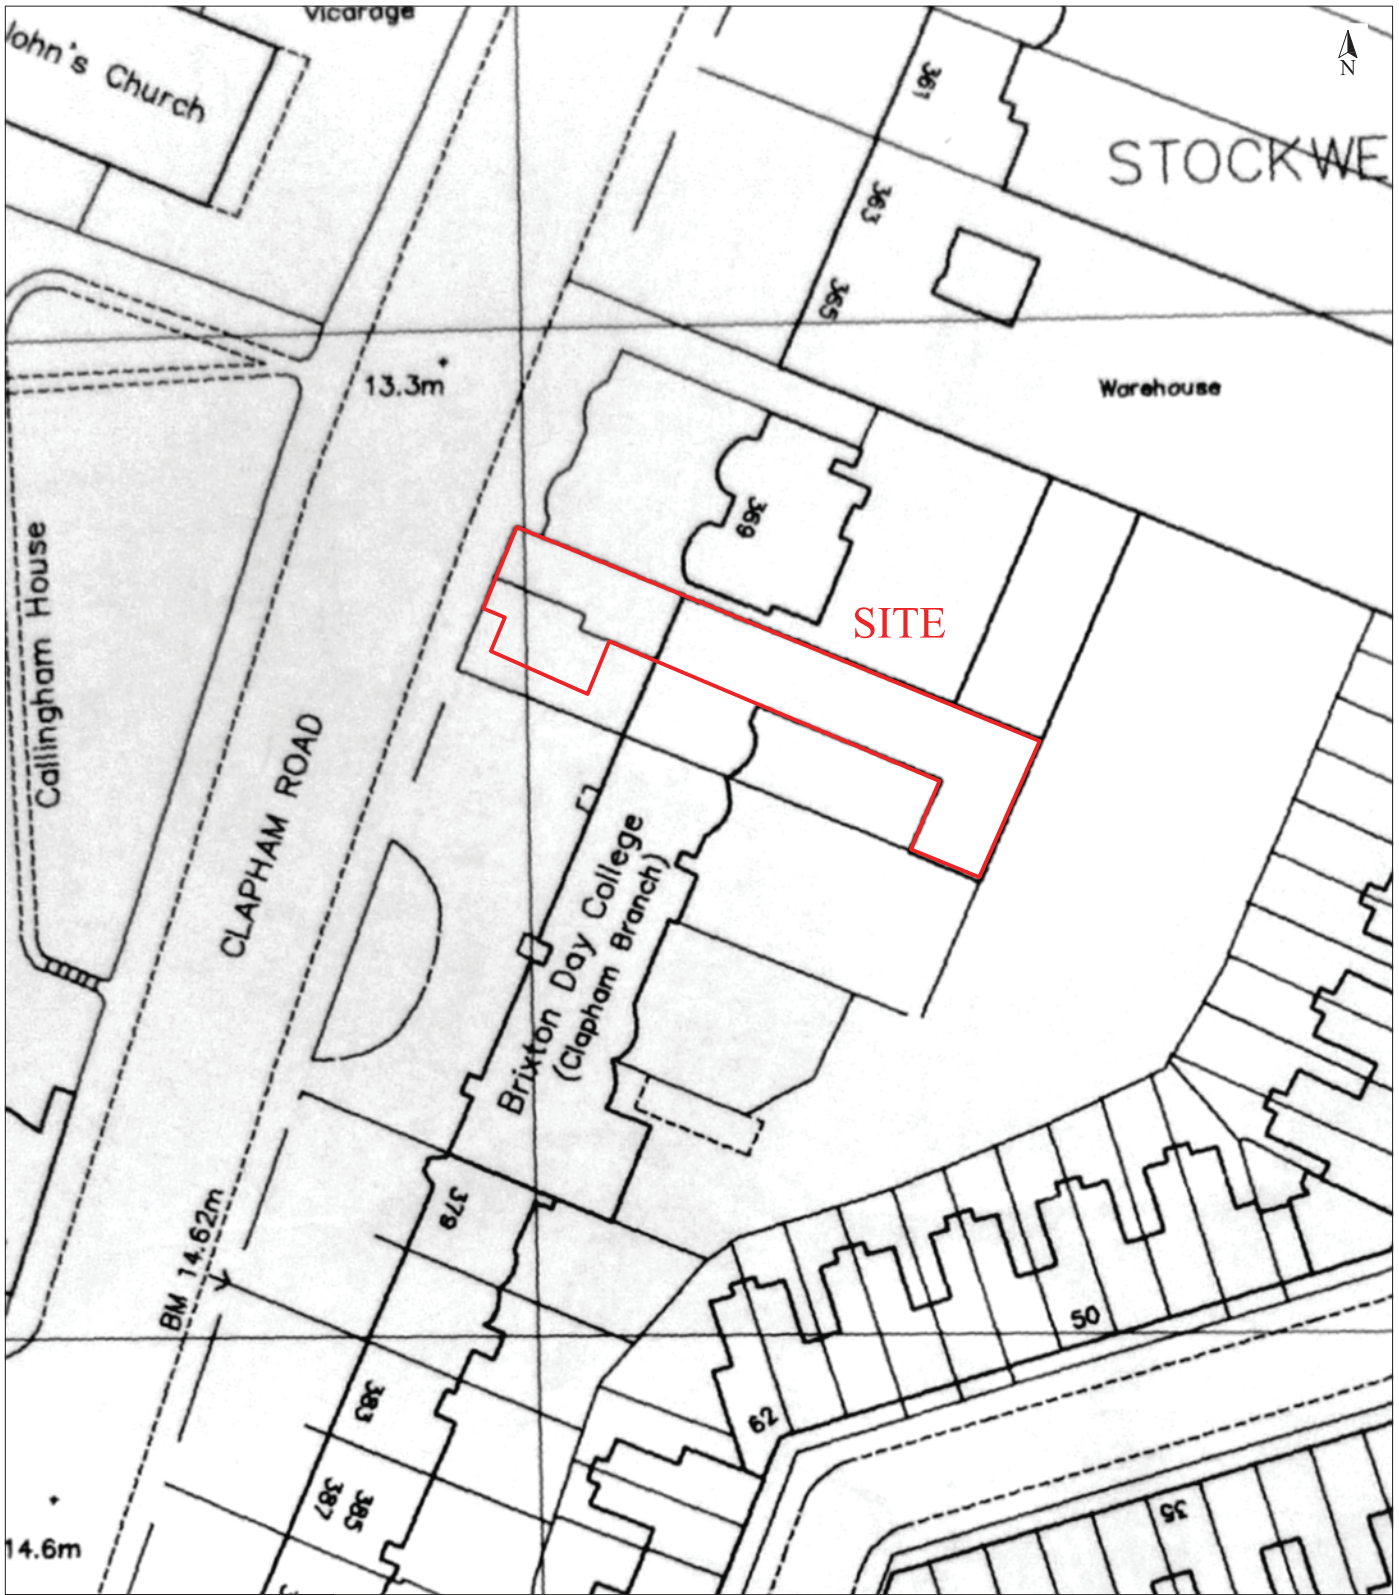 Vicarage
John's Church
N
361
STOCKWE
363
365
13.3m
Warehouse
369
SITE
Callingham House
CLAPHAM ROAD
Brixton Day College
(Clapham Branch)
379
BM 14.62m
50
383
62
387
385
35
14.6m